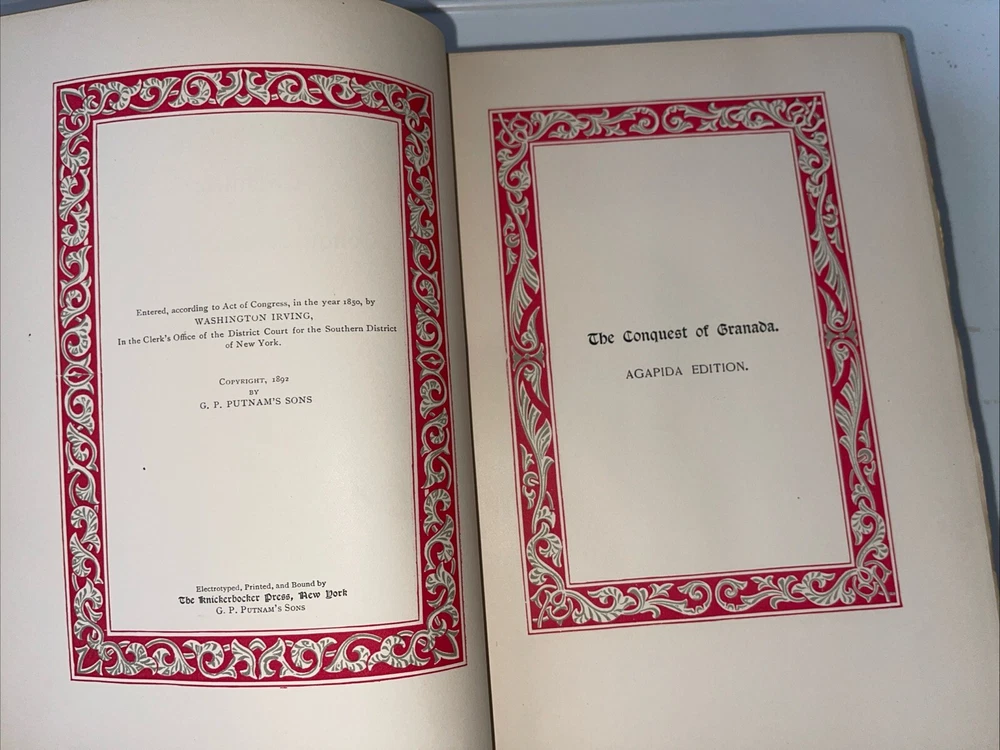 Entered, according to Act of Congress, in the year 1850, by
WASHINGTON IRVING,
In the Clerk's Office of the District Court for the Southern District
of New York.
COPYRIGHT, 1892
BY
G. P. PUTNAM'S SONS
Electrotyped, Printed, and Bound by
The Knickerbocker Press, New York
G. P. PUTNAM'S SONS
The Conquest of Granada.
AGAPIDA EDITION.